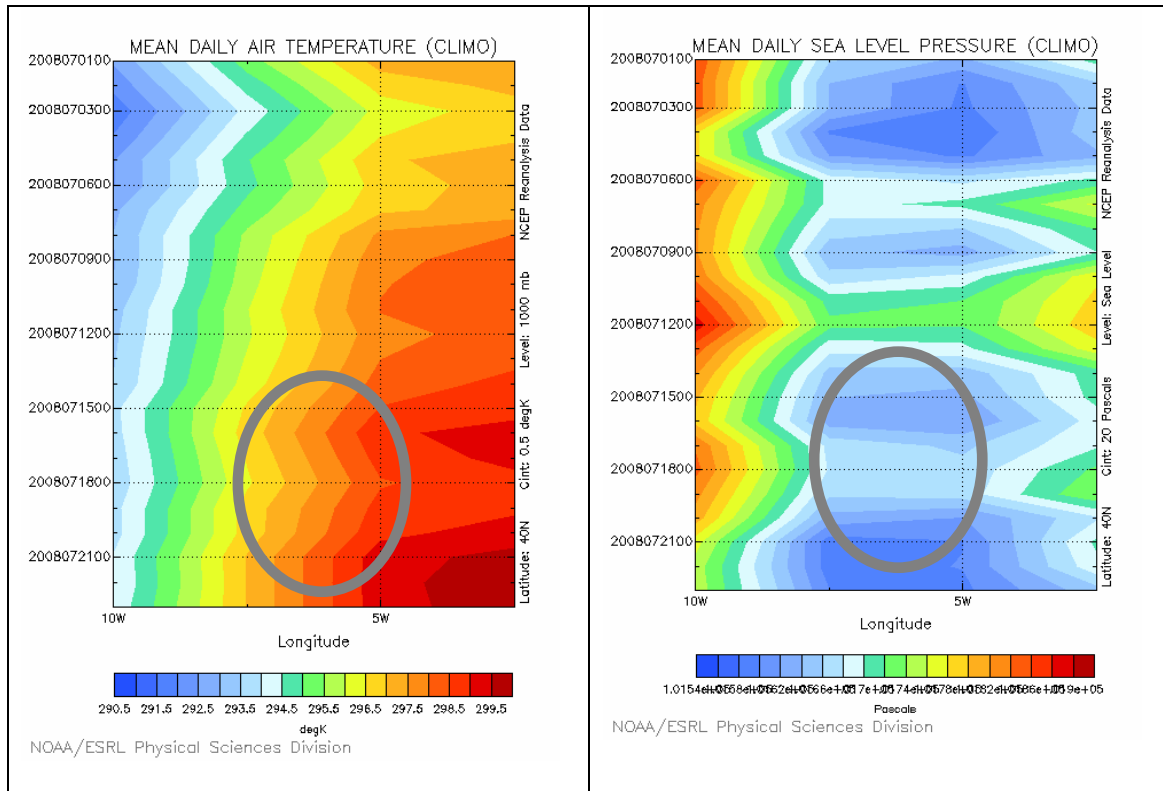 MEAN DAILY AIR TEMPERATURE (CLIMO)
2008070100
2008070300
2008070600
2008070900
2008071200
2008071500
2008071800
2008072100
10W
5W
Longitude
NCEP Reanalysis Data
Level: 1000 mb
Cint: 0.5 degK
Latitude: 40N
290.5 291.5 292.5 293.5 294.5 295.5 296.5 297.5 298.5 299.5
degK
NOAA/ESRL Physical Sciences Division
MEAN DAILY SEA LEVEL PRESSURE (CLIMO)
2008070100
2008070300
2008070600
2008070900
2008071200
2008071500
2008071800
2008072100
10W
5W
Longitude
NCEP Reanalysis Data
Level: Sea Level
Cint: 20 Pascals
Latitude: 40N
Pascals
NOAA/ESRL Physical Sciences Division